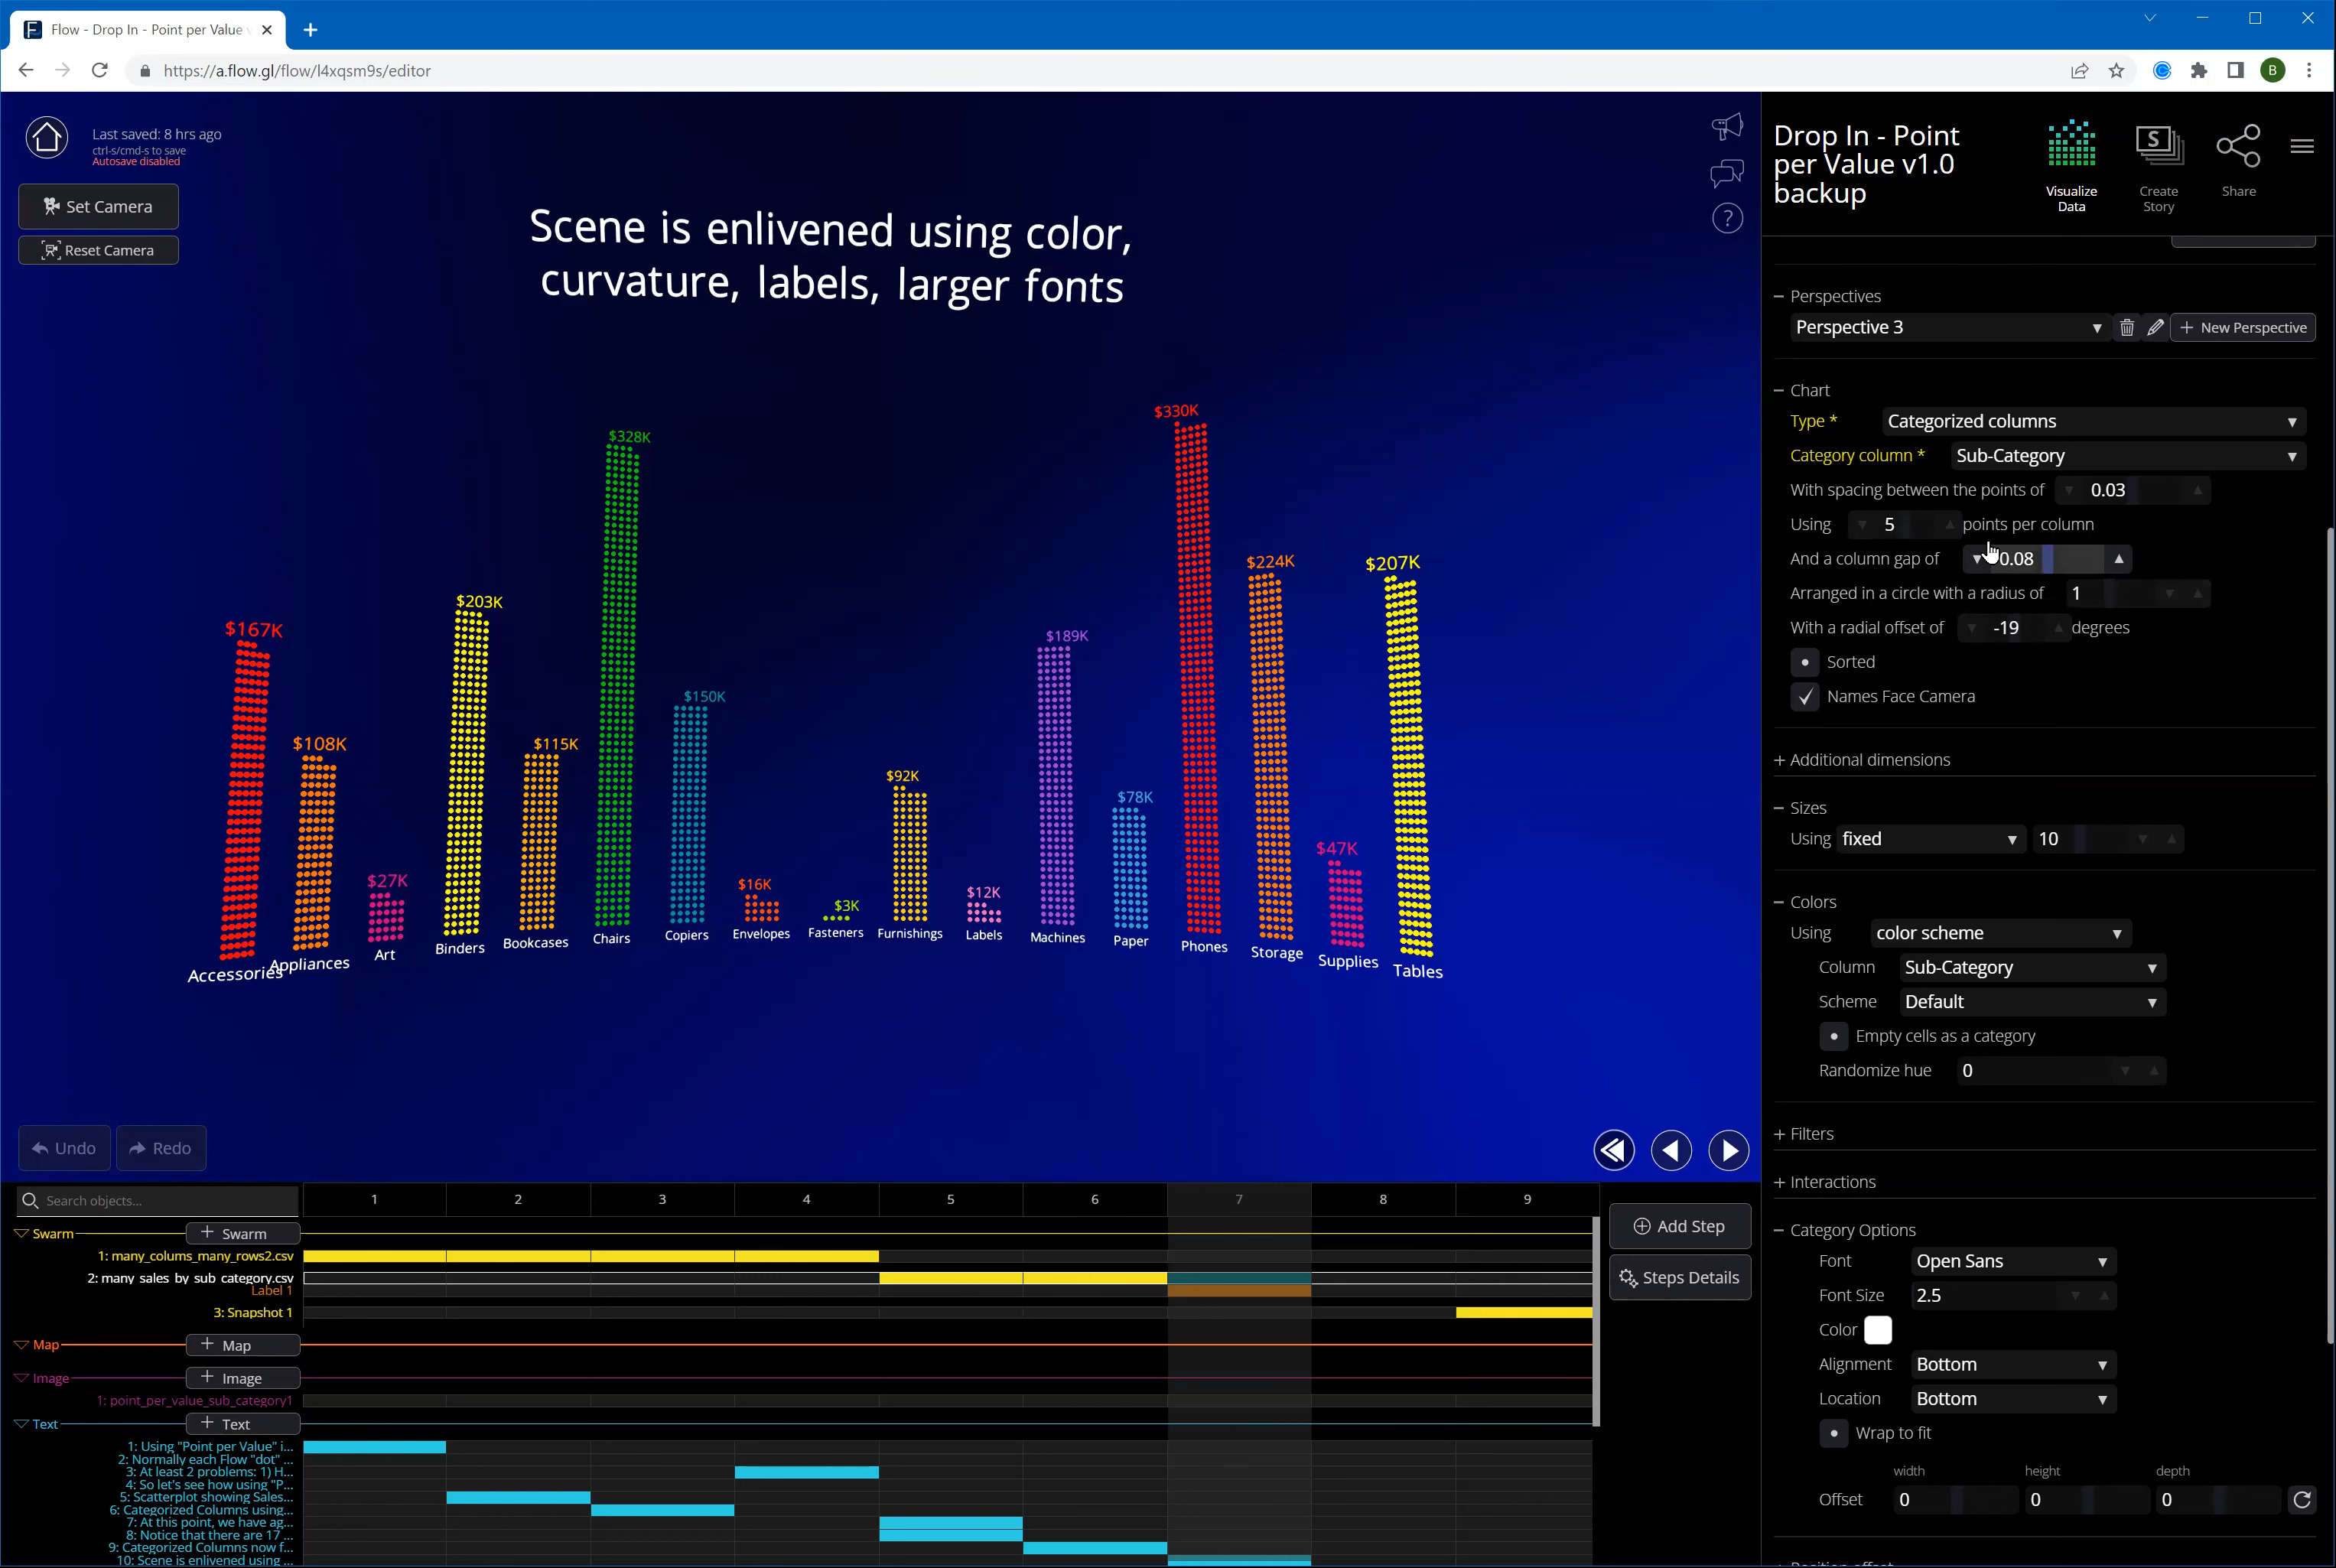 Flow - Drop In - Point per Value
https://a.flow.gl/flow/l4xqsm9s/editor
B
Last saved: 8 hrs ago
ctrl-s/cmd-s to save
Autosave disabled
Set Camera
Reset Camera
?
Scene is enlivened using color,
curvature, labels, larger fonts
$330K
$328K
$224K
$207K
$203K
$167K
$189K
$150K
$108K
$115K
$92K
$78K
$47K
$27K
$16K
$12K
$3K
Accessories
Appliances
Art
Binders
Bookcases
Chairs
Copiers
Envelopes
Fasteners
Furnishings
Labels
Machines
Paper
Phones
Storage
Supplies
Tables
Undo
Redo
Drop In - Point
per Value v1.0
backup
Visualize
Data
S
Create
Story
Share
Perspectives
Perspective 3
+ New Perspective
Chart
Type * Categorized columns
Category column * Sub-Category
With spacing between the points of 0.03
Using 5 points per column
And a column gap of 0.08
Arranged in a circle with a radius of 1
With a radial offset of -19 degrees
Sorted
Names Face Camera
+ Additional dimensions
Sizes
Using fixed 10
Colors
Using color scheme
Column Sub-Category
Scheme Default
Empty cells as a category
Randomize hue 0
+ Filters
+ Interactions
Category Options
Font Open Sans
Font Size 2.5
Color
Alignment Bottom
Location Bottom
Wrap to fit
width height depth
Offset 0 0 0
Search objects...
1 2 3 4 5 6 7 8 9
Add Step
Steps Details
Swarm + Swarm
1: many_colums_many_rows2.csv
2: many sales by sub category.csv
Label 1
3: Snapshot 1
Map + Map
Image + Image
1: point_per_value_sub_category1
Text + Text
1: Using "Point per Value" i...
2: Normally each Flow "dot" ...
3: At least 2 problems: 1) H...
4: So let's see how using "P...
5: Scatterplot showing Sales...
6: Categorized Columns using...
7: At this point, we have ag...
8: Notice that there are 17 ...
9: Categorized Columns now f...
10: Scene is enlivened using ...